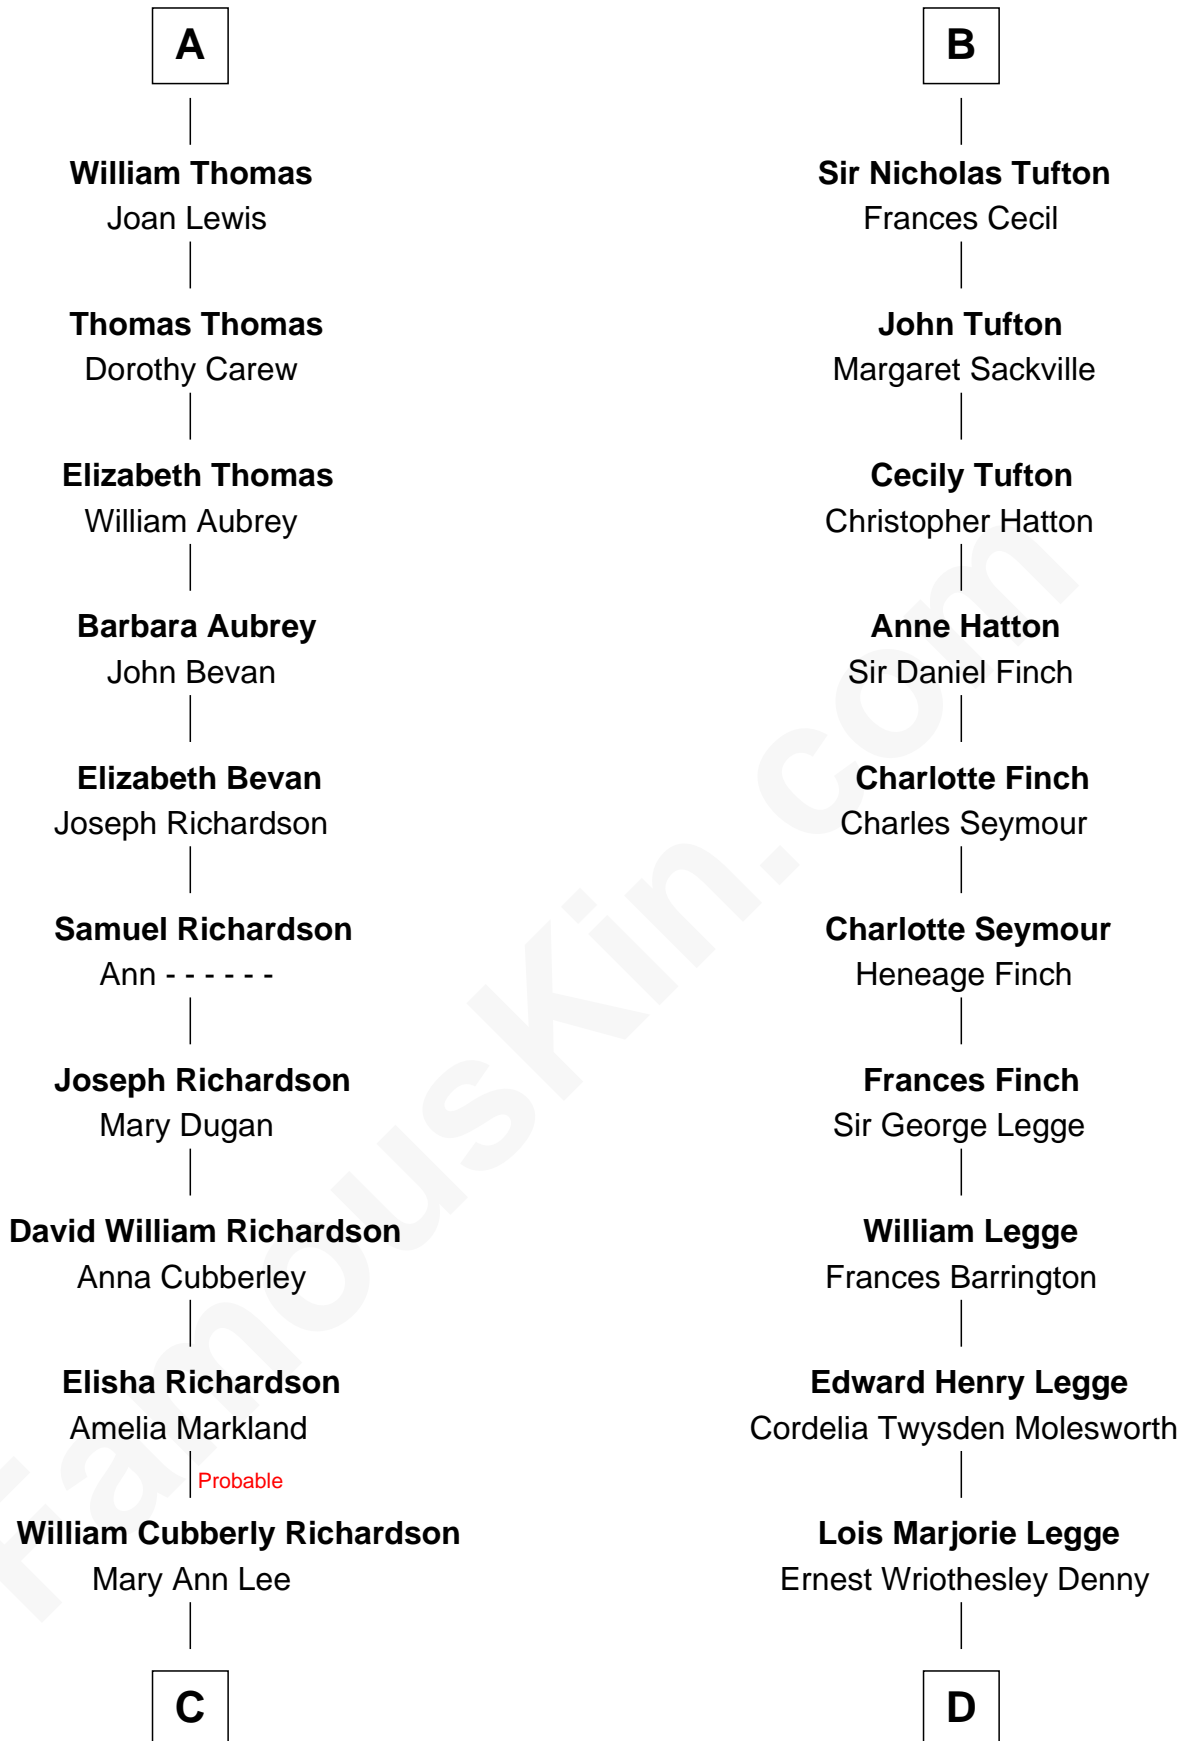 A
William Thomas
Joan Lewis
Thomas Thomas
Dorothy Carew
Elizabeth Thomas
William Aubrey
Barbara Aubrey
John Bevan
Elizabeth Bevan
Joseph Richardson
Samuel Richardson
Ann - - - - - -
Joseph Richardson
Mary Dugan
David William Richardson
Anna Cubberley
Elisha Richardson
Amelia Markland
Probable
William Cubberly Richardson
Mary Ann Lee
C
B
Sir Nicholas Tufton
Frances Cecil
John Tufton
Margaret Sackville
Cecily Tufton
Christopher Hatton
Anne Hatton
Sir Daniel Finch
Charlotte Finch
Charles Seymour
Charlotte Seymour
Heneage Finch
Frances Finch
Sir George Legge
William Legge
Frances Barrington
Edward Henry Legge
Cordelia Twysden Molesworth
Lois Marjorie Legge
Ernest Wriothesley Denny
D
FamousKin.com